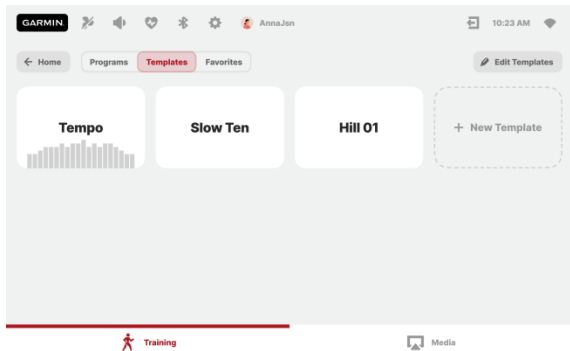 GARMIN. AnnaJsn 10:23 AM
Home Programs Templates Favorites Edit Templates
Tempo Slow Ten Hill 01 + New Template
Training Media